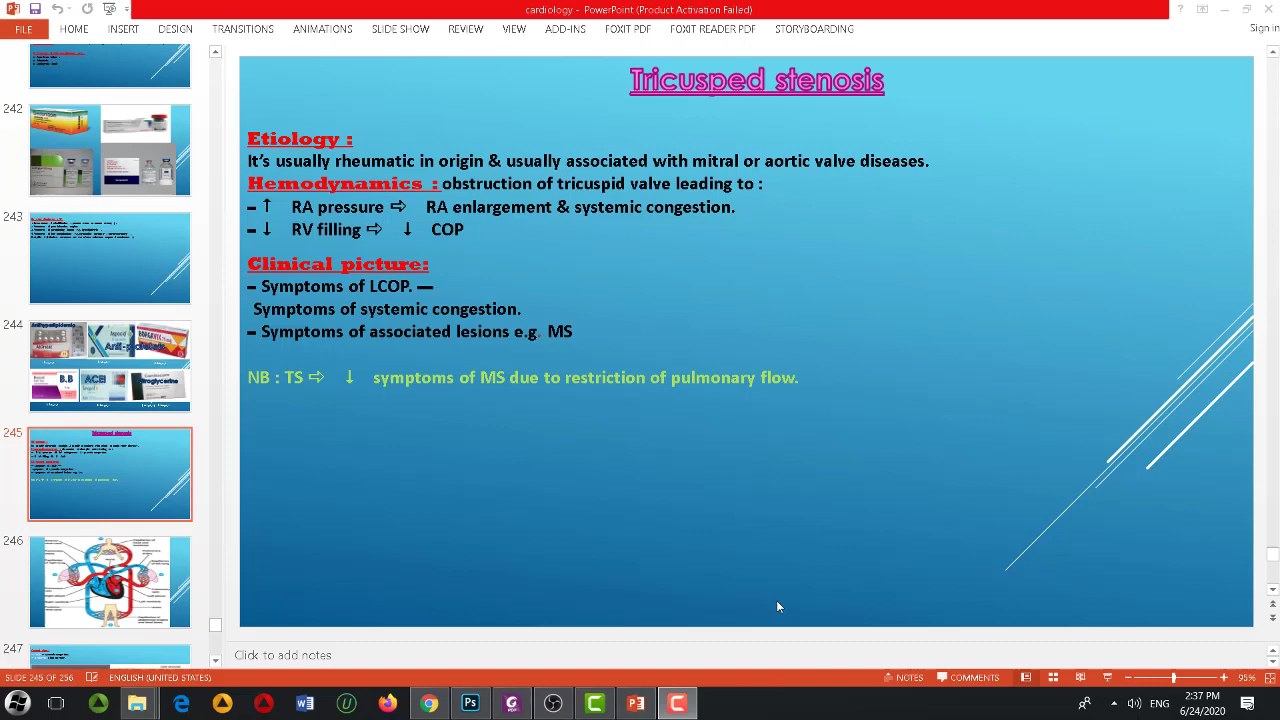 cardiology - PowerPoint (Product Activation Failed)
FILE HOME INSERT DESIGN TRANSITIONS ANIMATIONS SLIDE SHOW REVIEW VIEW ADD-INS FOXIT PDF FOXIT READER PDF STORYBOARDING Sign in
242
243
244
245
246
247
Tricusped stenosis
Etiology :
It's usually rheumatic in origin & usually associated with mitral or aortic valve diseases.
Hemodynamics : obstruction of tricuspid valve leading to :
– ↑ RA pressure ⇨ RA enlargement & systemic congestion.
– ↓ RV filling ⇨ ↓ COP
Clinical picture:
– Symptoms of LCOP. —
Symptoms of systemic congestion.
– Symptoms of associated lesions e.g. MS
NB : TS ⇨ ↓ symptoms of MS due to restriction of pulmonary flow.
Click to add notes
SLIDE 245 OF 256 ENGLISH (UNITED STATES) NOTES COMMENTS 95%
ENG
2:37 PM
6/24/2020